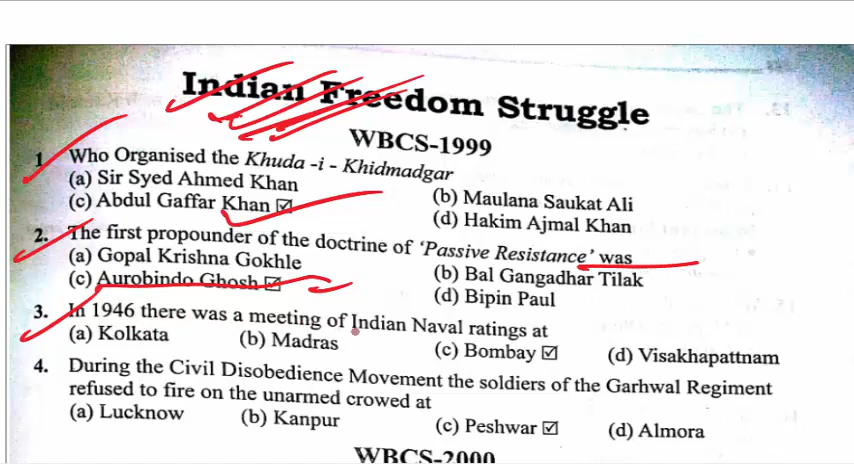 Indian Freedom Struggle
WBCS-1999
1 Who Organised the Khuda -i - Khidmadgar
(a) Sir Syed Ahmed Khan (b) Maulana Saukat Ali
(c) Abdul Gaffar Khan ☑ (d) Hakim Ajmal Khan
2. The first propounder of the doctrine of ‘Passive Resistance’ was
(a) Gopal Krishna Gokhle (b) Bal Gangadhar Tilak
(c) Aurobindo Ghosh ☑ (d) Bipin Paul
3. In 1946 there was a meeting of Indian Naval ratings at
(a) Kolkata (b) Madras (c) Bombay ☑ (d) Visakhapattnam
4. During the Civil Disobedience Movement the soldiers of the Garhwal Regiment
refused to fire on the unarmed crowed at
(a) Lucknow (b) Kanpur (c) Peshwar ☑ (d) Almora
WBCS-2000